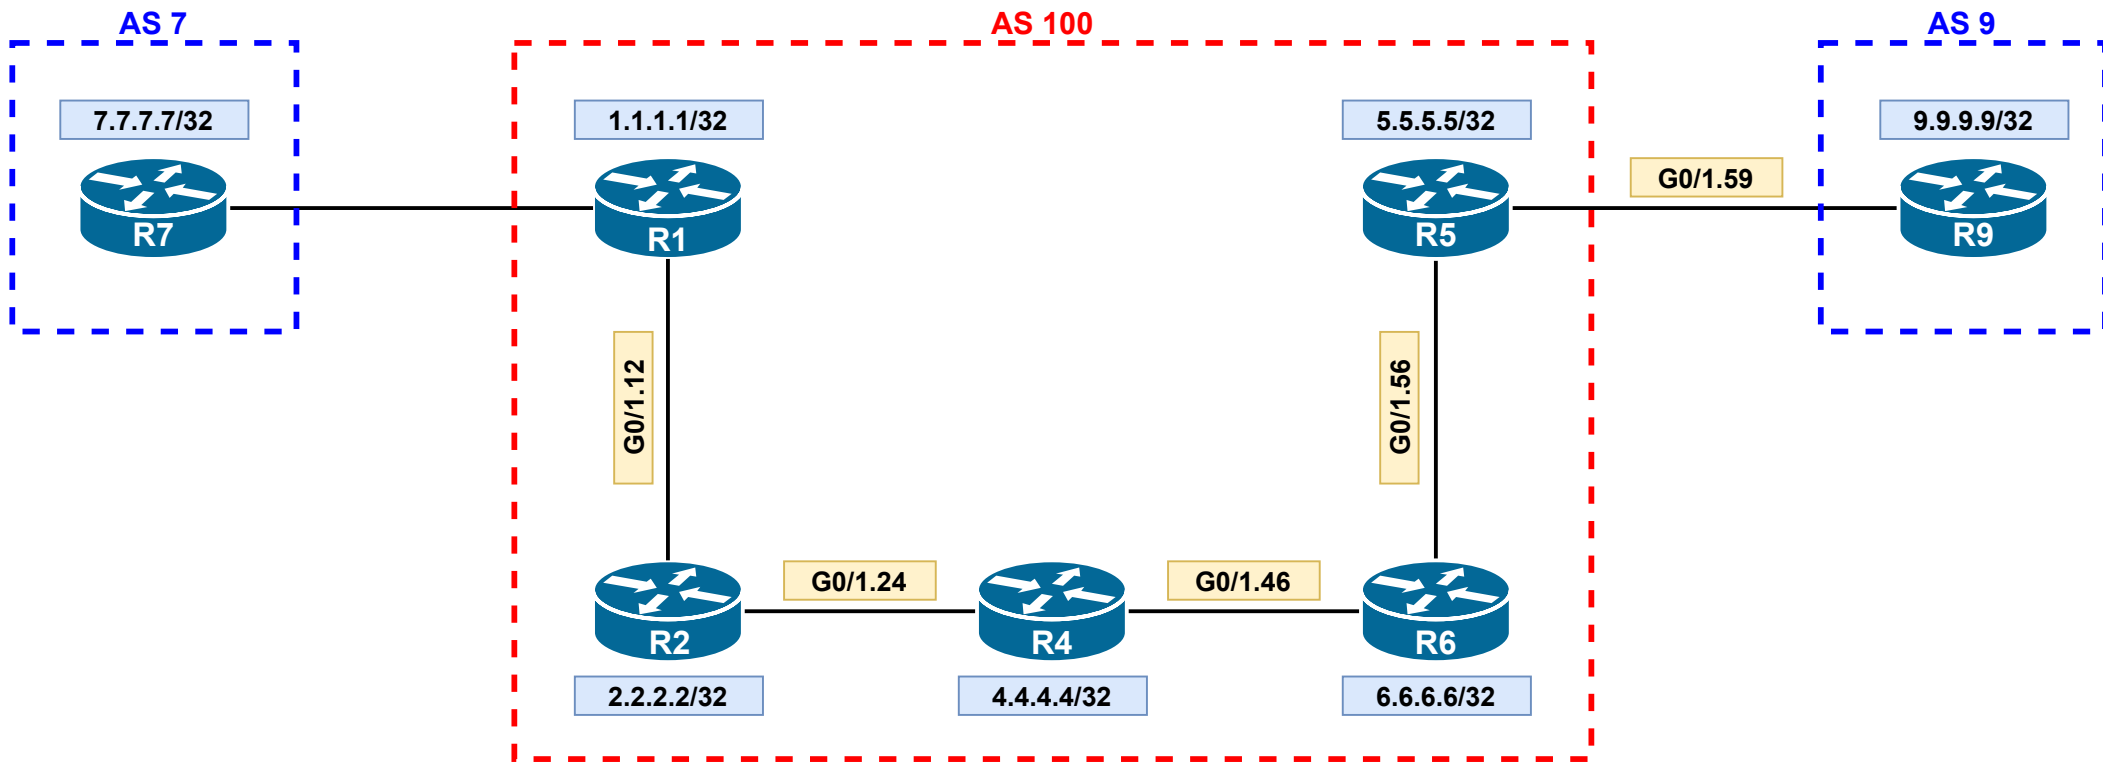 AS 7
AS 100
AS 9
7.7.7.7/32
1.1.1.1/32
5.5.5.5/32
9.9.9.9/32
G0/1.59
R7
R1
R5
R9
G0/1.12
G0/1.56
G0/1.24
G0/1.46
R2
R4
R6
2.2.2.2/32
4.4.4.4/32
6.6.6.6/32